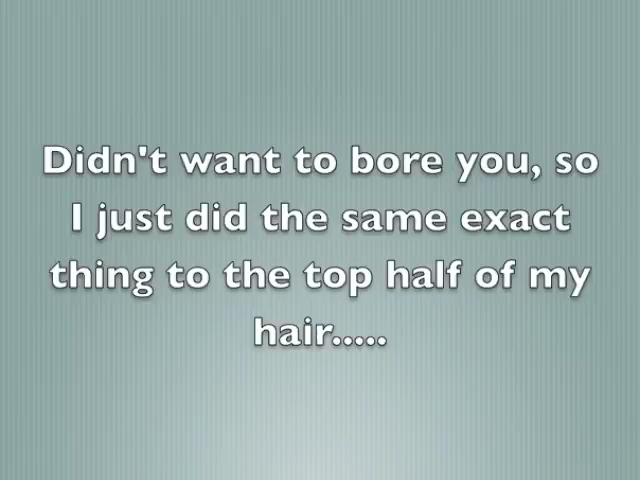 Didn't want to bore you, so
I just did the same exact
thing to the top half of my
hair.....